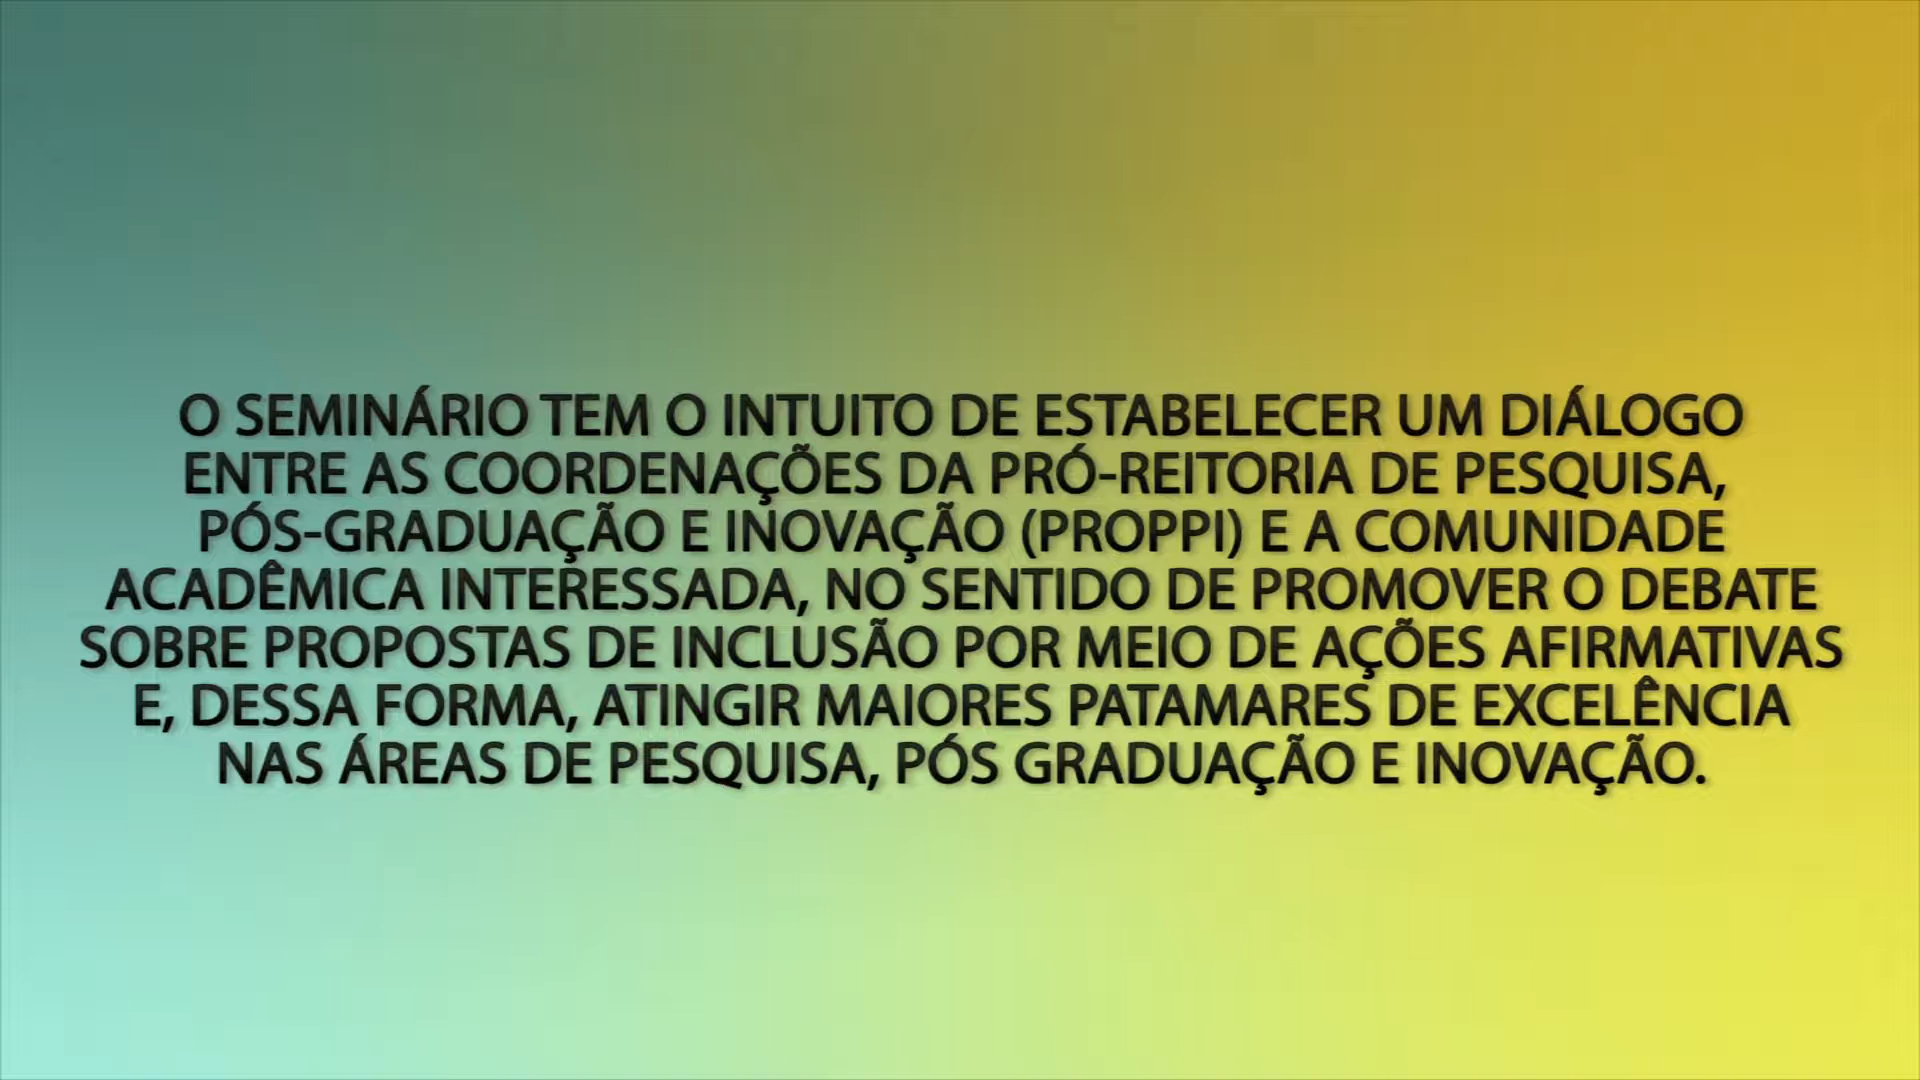 O SEMINÁRIO TEM O INTUITO DE ESTABELECER UM DIÁLOGO
ENTRE AS COORDENAÇÕES DA PRÓ-REITORIA DE PESQUISA,
PÓS-GRADUAÇÃO E INOVAÇÃO (PROPPI) E A COMUNIDADE
ACADÊMICA INTERESSADA, NO SENTIDO DE PROMOVER O DEBATE
SOBRE PROPOSTAS DE INCLUSÃO POR MEIO DE AÇÕES AFIRMATIVAS
E, DESSA FORMA, ATINGIR MAIORES PATAMARES DE EXCELÊNCIA
NAS ÁREAS DE PESQUISA, PÓS GRADUAÇÃO E INOVAÇÃO.